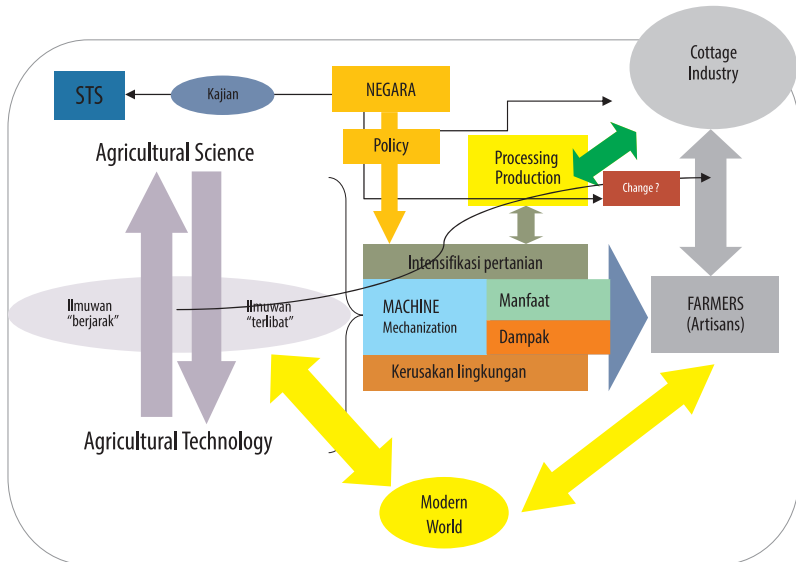 Cottage
Industry
STS
Kajian
NEGARA
Policy
Agricultural Science
Processing
Production
Change ?
Intensifikasi pertanian
Ilmuwan
"berjarak"
Ilmuwan
"terlibat"
MACHINE
Mechanization
Manfaat
Dampak
FARMERS
(Artisans)
Kerusakan lingkungan
Agricultural Technology
Modern
World